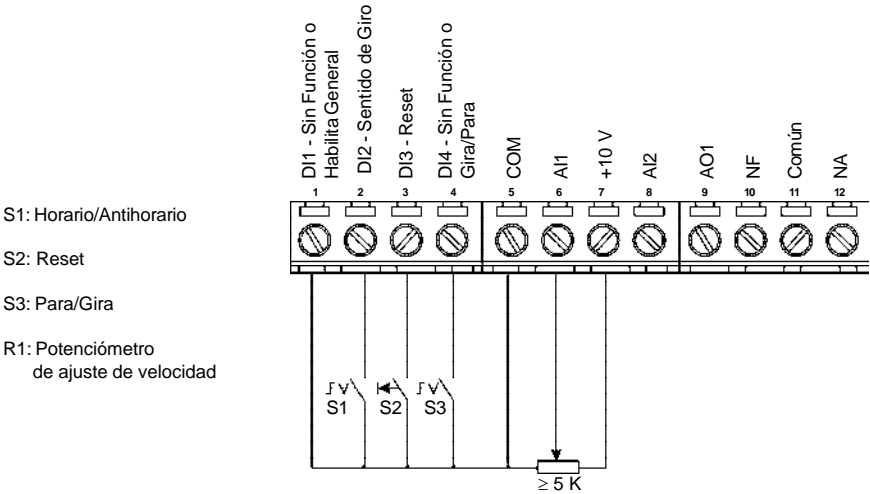 DI1 - Sin Función o
Habilita General
DI2 - Sentido de Giro
DI3 - Reset
DI4 - Sin Función o
Gira/Para
COM
AI1
+10 V
AI2
AO1
NF
Común
NA
1 2 3 4 5 6 7 8 9 10 11 12
S1: Horario/Antihorario
S2: Reset
S3: Para/Gira
R1: Potenciómetro
de ajuste de velocidad
S1 S2 S3
≥ 5 K